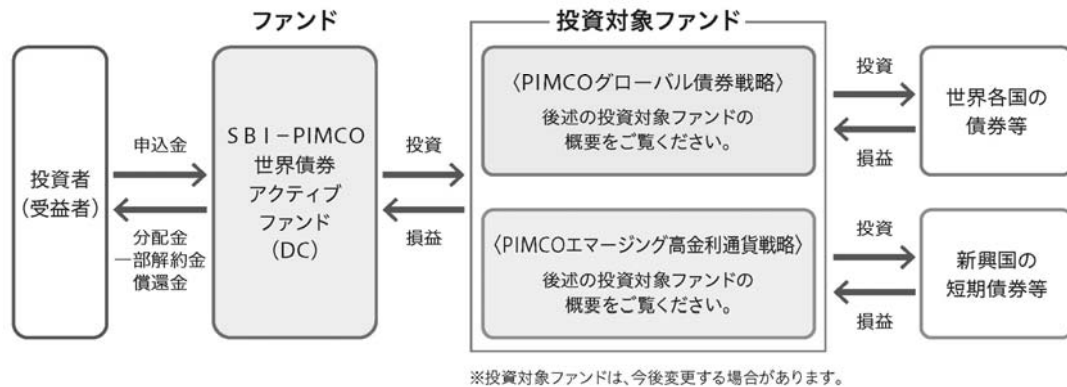 ファンド
投資対象ファンド
投資者
(受益者)
申込金
分配金
一部解約金
償還金
SBI-PIMCO
世界債券
アクティブ
ファンド
(DC)
投資
損益
〈PIMCOグローバル債券戦略〉
後述の投資対象ファンドの
概要をご覧ください。
投資
損益
世界各国の
債券等
〈PIMCOエマージング高金利通貨戦略〉
後述の投資対象ファンドの
概要をご覧ください。
投資
損益
新興国の
短期債券等
※投資対象ファンドは、今後変更する場合があります。